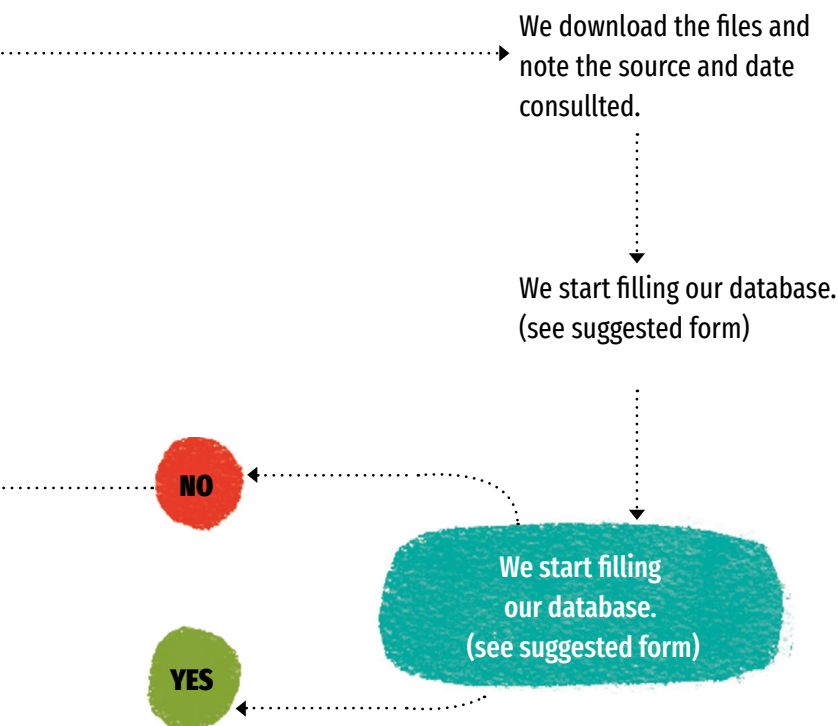 We download the files and
note the source and date
consullted.
We start filling our database.
(see suggested form)
NO
We start filling
our database.
(see suggested form)
YES